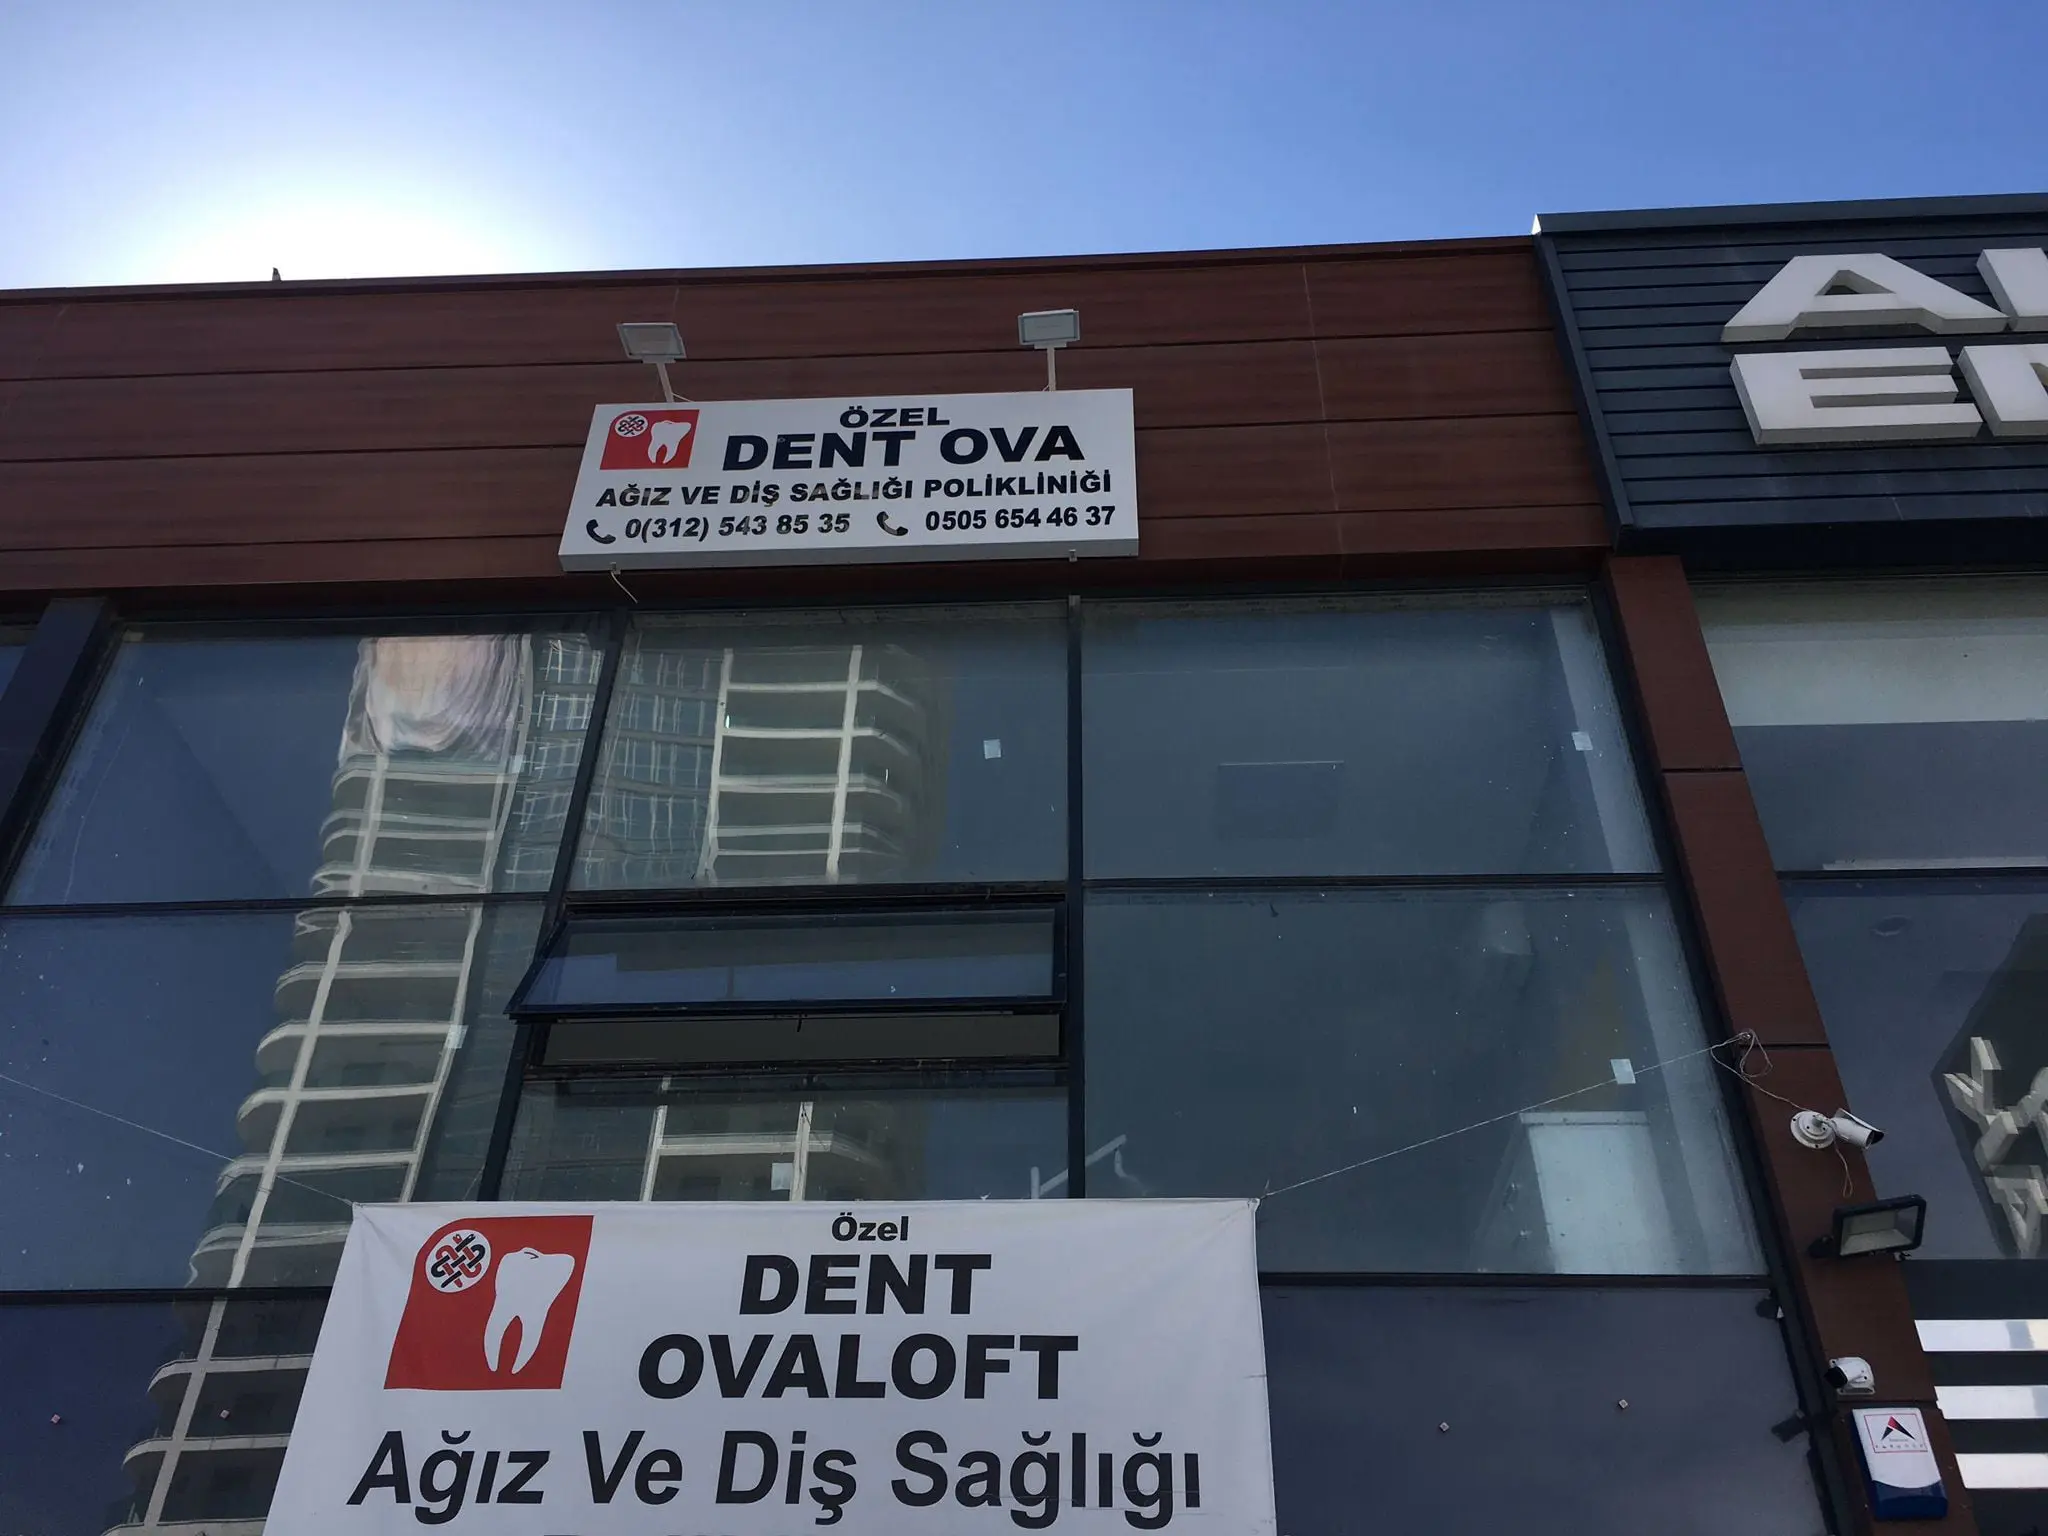 ÖZEL
DENT OVA
AĞIZ VE DİŞ SAĞLIĞI POLİKLİNİĞİ
0(312) 543 85 35 0505 654 46 37
Özel
DENT
OVALOFT
Ağız Ve Diş Sağlığı